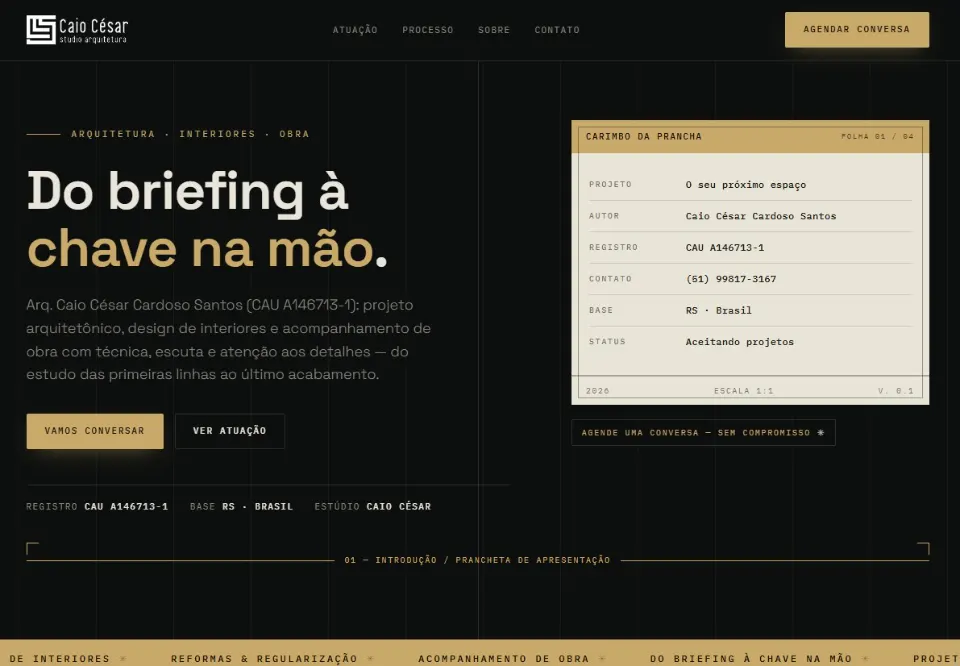 Caio César
studio arquitetura
ATUAÇÃO PROCESSO SOBRE CONTATO
AGENDAR CONVERSA
ARQUITETURA · INTERIORES · OBRA
Do briefing à
chave na mão.
Arq. Caio César Cardoso Santos (CAU A146713-1): projeto
arquitetônico, design de interiores e acompanhamento de
obra com técnica, escuta e atenção aos detalhes — do
estudo das primeiras linhas ao último acabamento.
VAMOS CONVERSAR
VER ATUAÇÃO
REGISTRO CAU A146713-1 BASE RS · BRASIL ESTÚDIO CAIO CÉSAR
CARIMBO DA PRANCHA FOLHA 01 / 04
PROJETO O seu próximo espaço
AUTOR Caio César Cardoso Santos
REGISTRO CAU A146713-1
CONTATO (51) 99817-3167
BASE RS · Brasil
STATUS Aceitando projetos
2026 ESCALA 1:1 V. 0.1
AGENDE UMA CONVERSA — SEM COMPROMISSO ✳
01 — INTRODUÇÃO / PRANCHETA DE APRESENTAÇÃO
DE INTERIORES ✳ REFORMAS & REGULARIZAÇÃO ✳ ACOMPANHAMENTO DE OBRA ✳ DO BRIEFING À CHAVE NA MÃO ✳ PROJET